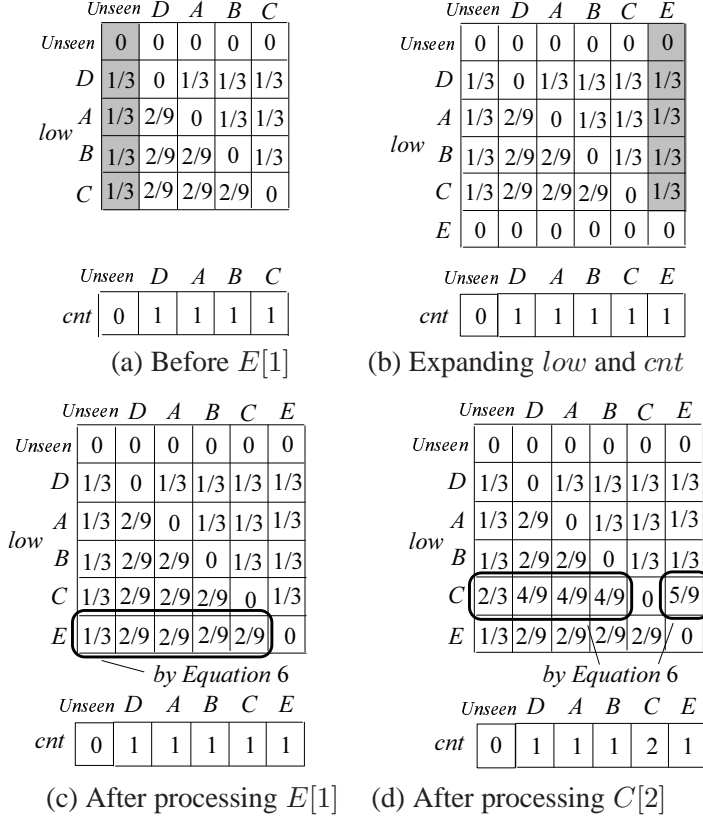 Unseen D A B C
Unseen 0 0 0 0 0
D 1/3 0 1/3 1/3 1/3
A 1/3 2/9 0 1/3 1/3
low
B 1/3 2/9 2/9 0 1/3
C 1/3 2/9 2/9 2/9 0
Unseen D A B C
cnt 0 1 1 1 1
(a) Before E[1]
Unseen D A B C E
Unseen 0 0 0 0 0 0
D 1/3 0 1/3 1/3 1/3 1/3
A 1/3 2/9 0 1/3 1/3 1/3
low
B 1/3 2/9 2/9 0 1/3 1/3
C 1/3 2/9 2/9 2/9 0 1/3
E 0 0 0 0 0 0
Unseen D A B C E
cnt 0 1 1 1 1 1
(b) Expanding low and cnt
Unseen D A B C E
Unseen 0 0 0 0 0 0
D 1/3 0 1/3 1/3 1/3 1/3
A 1/3 2/9 0 1/3 1/3 1/3
low
B 1/3 2/9 2/9 0 1/3 1/3
C 1/3 2/9 2/9 2/9 0 1/3
E 1/3 2/9 2/9 2/9 2/9 0
by Equation 6
Unseen D A B C E
cnt 0 1 1 1 1 1
(c) After processing E[1]
Unseen D A B C E
Unseen 0 0 0 0 0 0
D 1/3 0 1/3 1/3 1/3 1/3
A 1/3 2/9 0 1/3 1/3 1/3
low
B 1/3 2/9 2/9 0 1/3 1/3
C 2/3 4/9 4/9 4/9 0 5/9
E 1/3 2/9 2/9 2/9 2/9 0
by Equation 6
Unseen D A B C E
cnt 0 1 1 1 2 1
(d) After processing C[2]